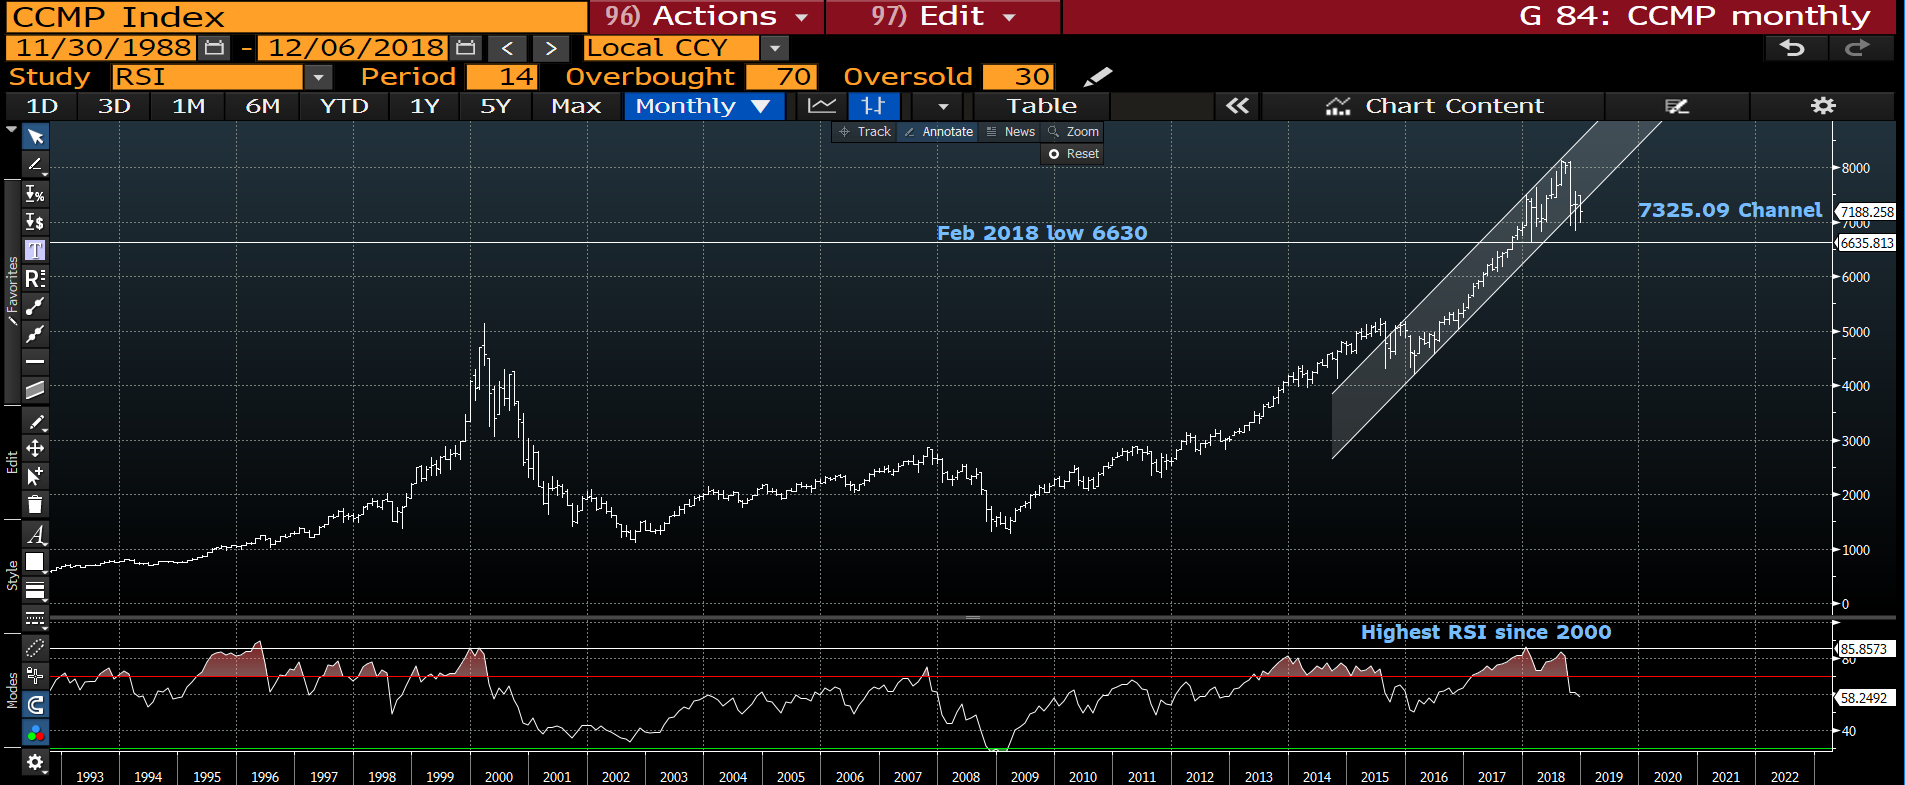 CCMP Index 96) Actions 97) Edit G 84: CCMP monthly
11/30/1988 - 12/06/2018 < > Local CCY
Study RSI Period 14 Overbought 70 Oversold 30
1D 3D 1M 6M YTD 1Y 5Y Max Monthly Table Chart Content
Track Annotate News Zoom
Reset
Favorites
Edit
Style
Modes
% 
$
T
R
A
8000
7325.09 Channel
7188.258
7000
Feb 2018 low 6630
6635.813
6000
5000
4000
3000
2000
1000
0
Highest RSI since 2000
85.8573
80
58.2492
40
1993 1994 1995 1996 1997 1998 1999 2000 2001 2002 2003 2004 2005 2006 2007 2008 2009 2010 2011 2012 2013 2014 2015 2016 2017 2018 2019 2020 2021 2022